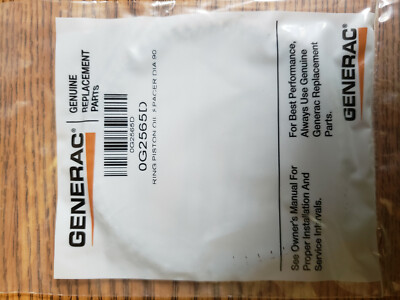 GENERAC®
GENUINE
REPLACEMENT
PARTS
0G2565D
0G2565D
RING PISTON OIL SPACER DIA 90
For Best Performance,
Always Use Genuine
Generac Replacement
Parts.
GENERAC®
See Owner's Manual For
Proper Installation And
Service Intervals.